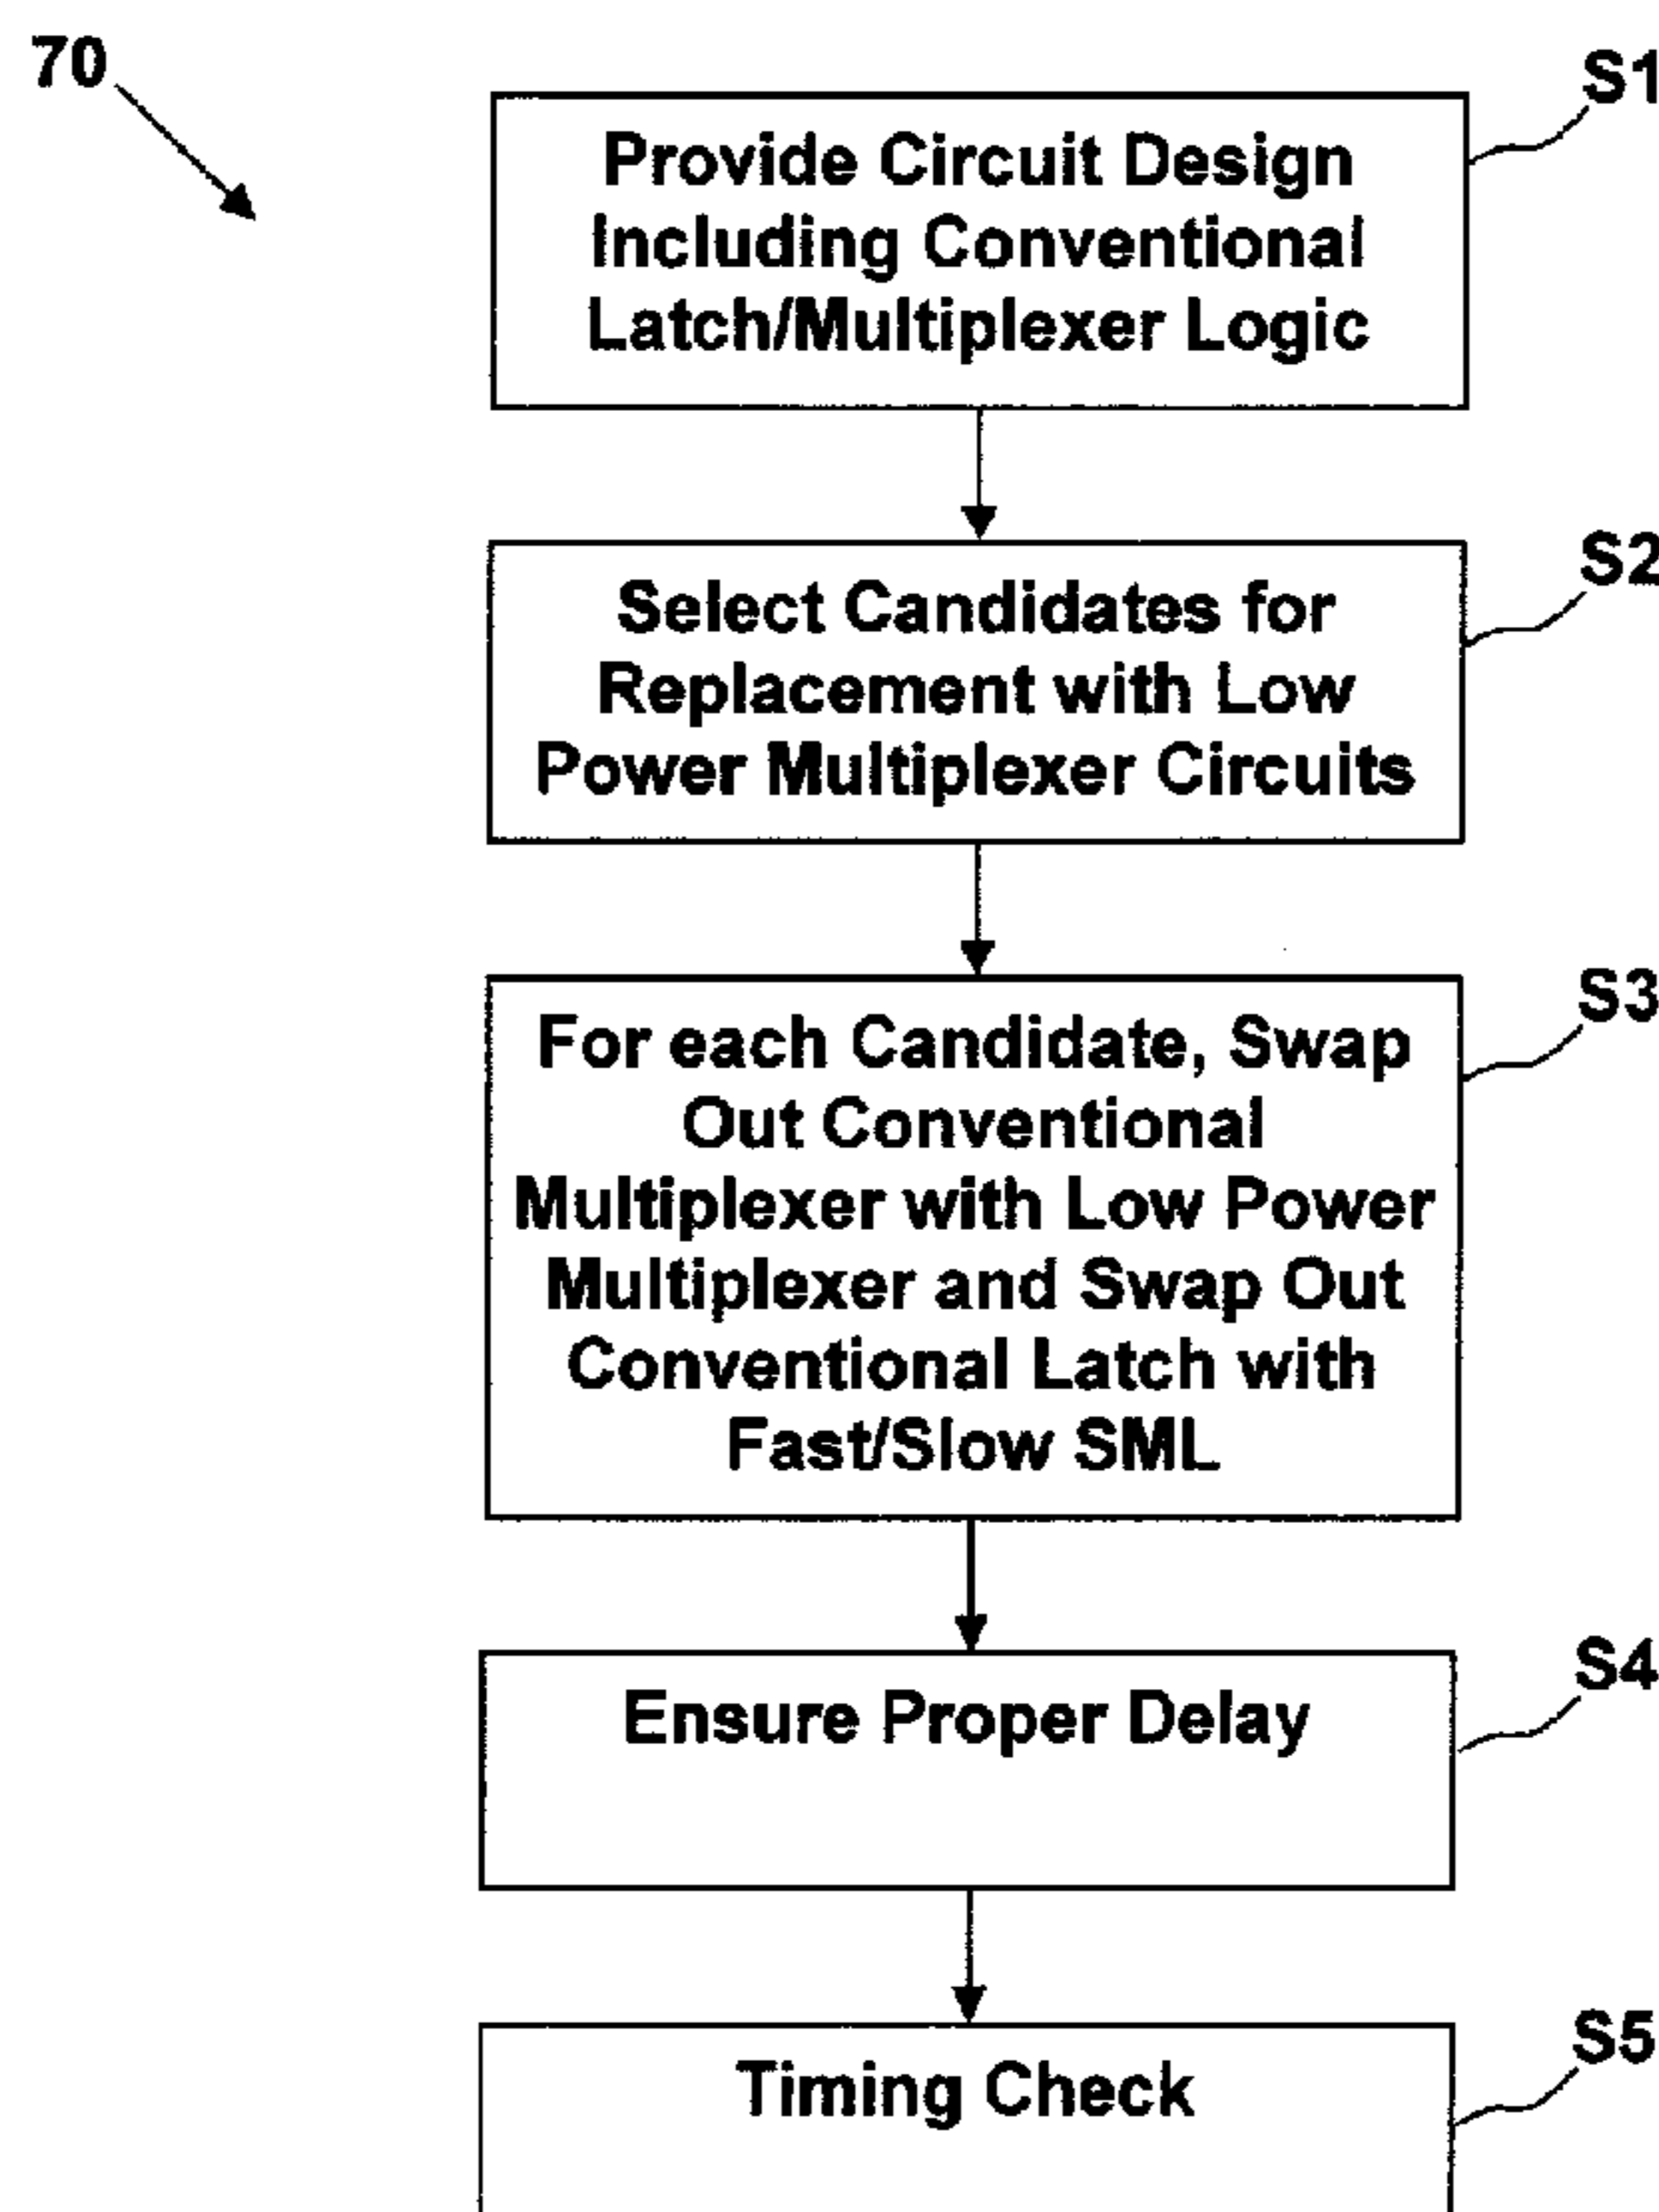 70
S1
Provide Circuit Design
Including Conventional
Latch/Multiplexer Logic
S2
Select Candidates for
Replacement with Low
Power Multiplexer Circuits
S3
For each Candidate, Swap
Out Conventional
Multiplexer with Low Power
Multiplexer and Swap Out
Conventional Latch with
Fast/Slow SML
S4
Ensure Proper Delay
S5
Timing Check